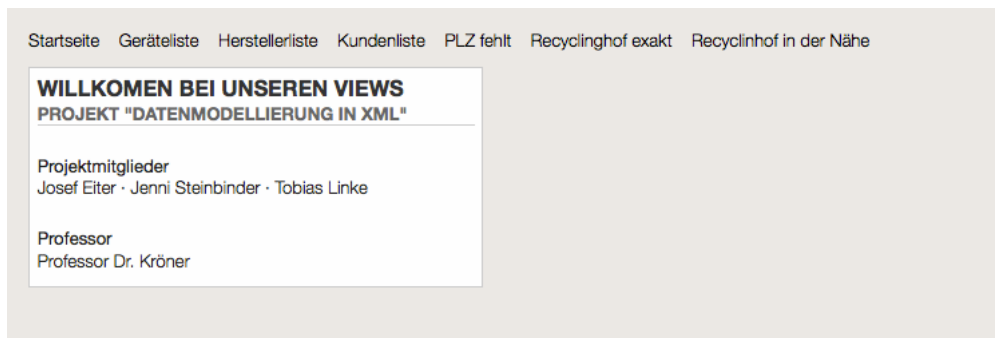 Startseite Geräteliste Herstellerliste Kundenliste PLZ fehlt Recyclinghof exakt Recyclinhof in der Nähe
WILLKOMEN BEI UNSEREN VIEWS
PROJEKT "DATENMODELLIERUNG IN XML"
Projektmitglieder
Josef Eiter · Jenni Steinbinder · Tobias Linke
Professor
Professor Dr. Kröner